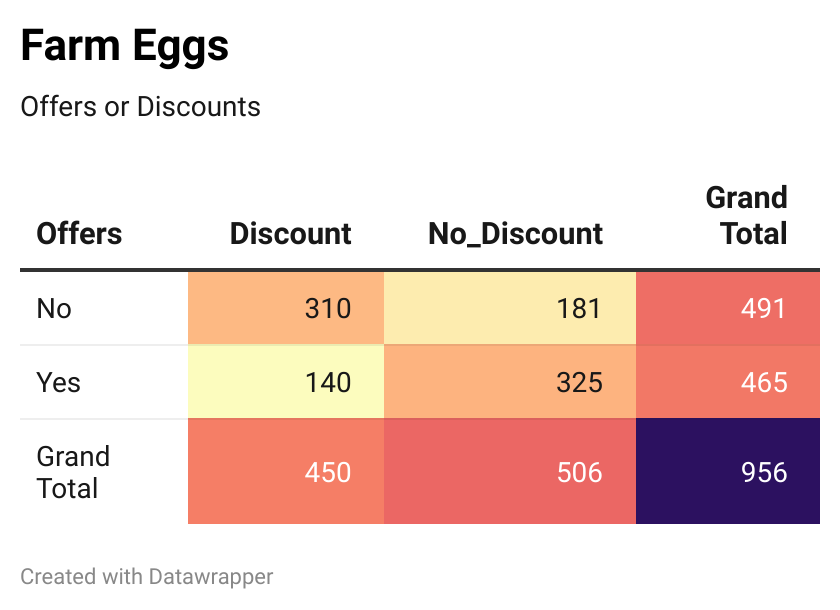 Farm Eggs
Offers or Discounts
Grand
Offers Discount No_Discount Total
No 310 181 491
Yes 140 325 465
Grand
Total 450 506 956
Created with Datawrapper